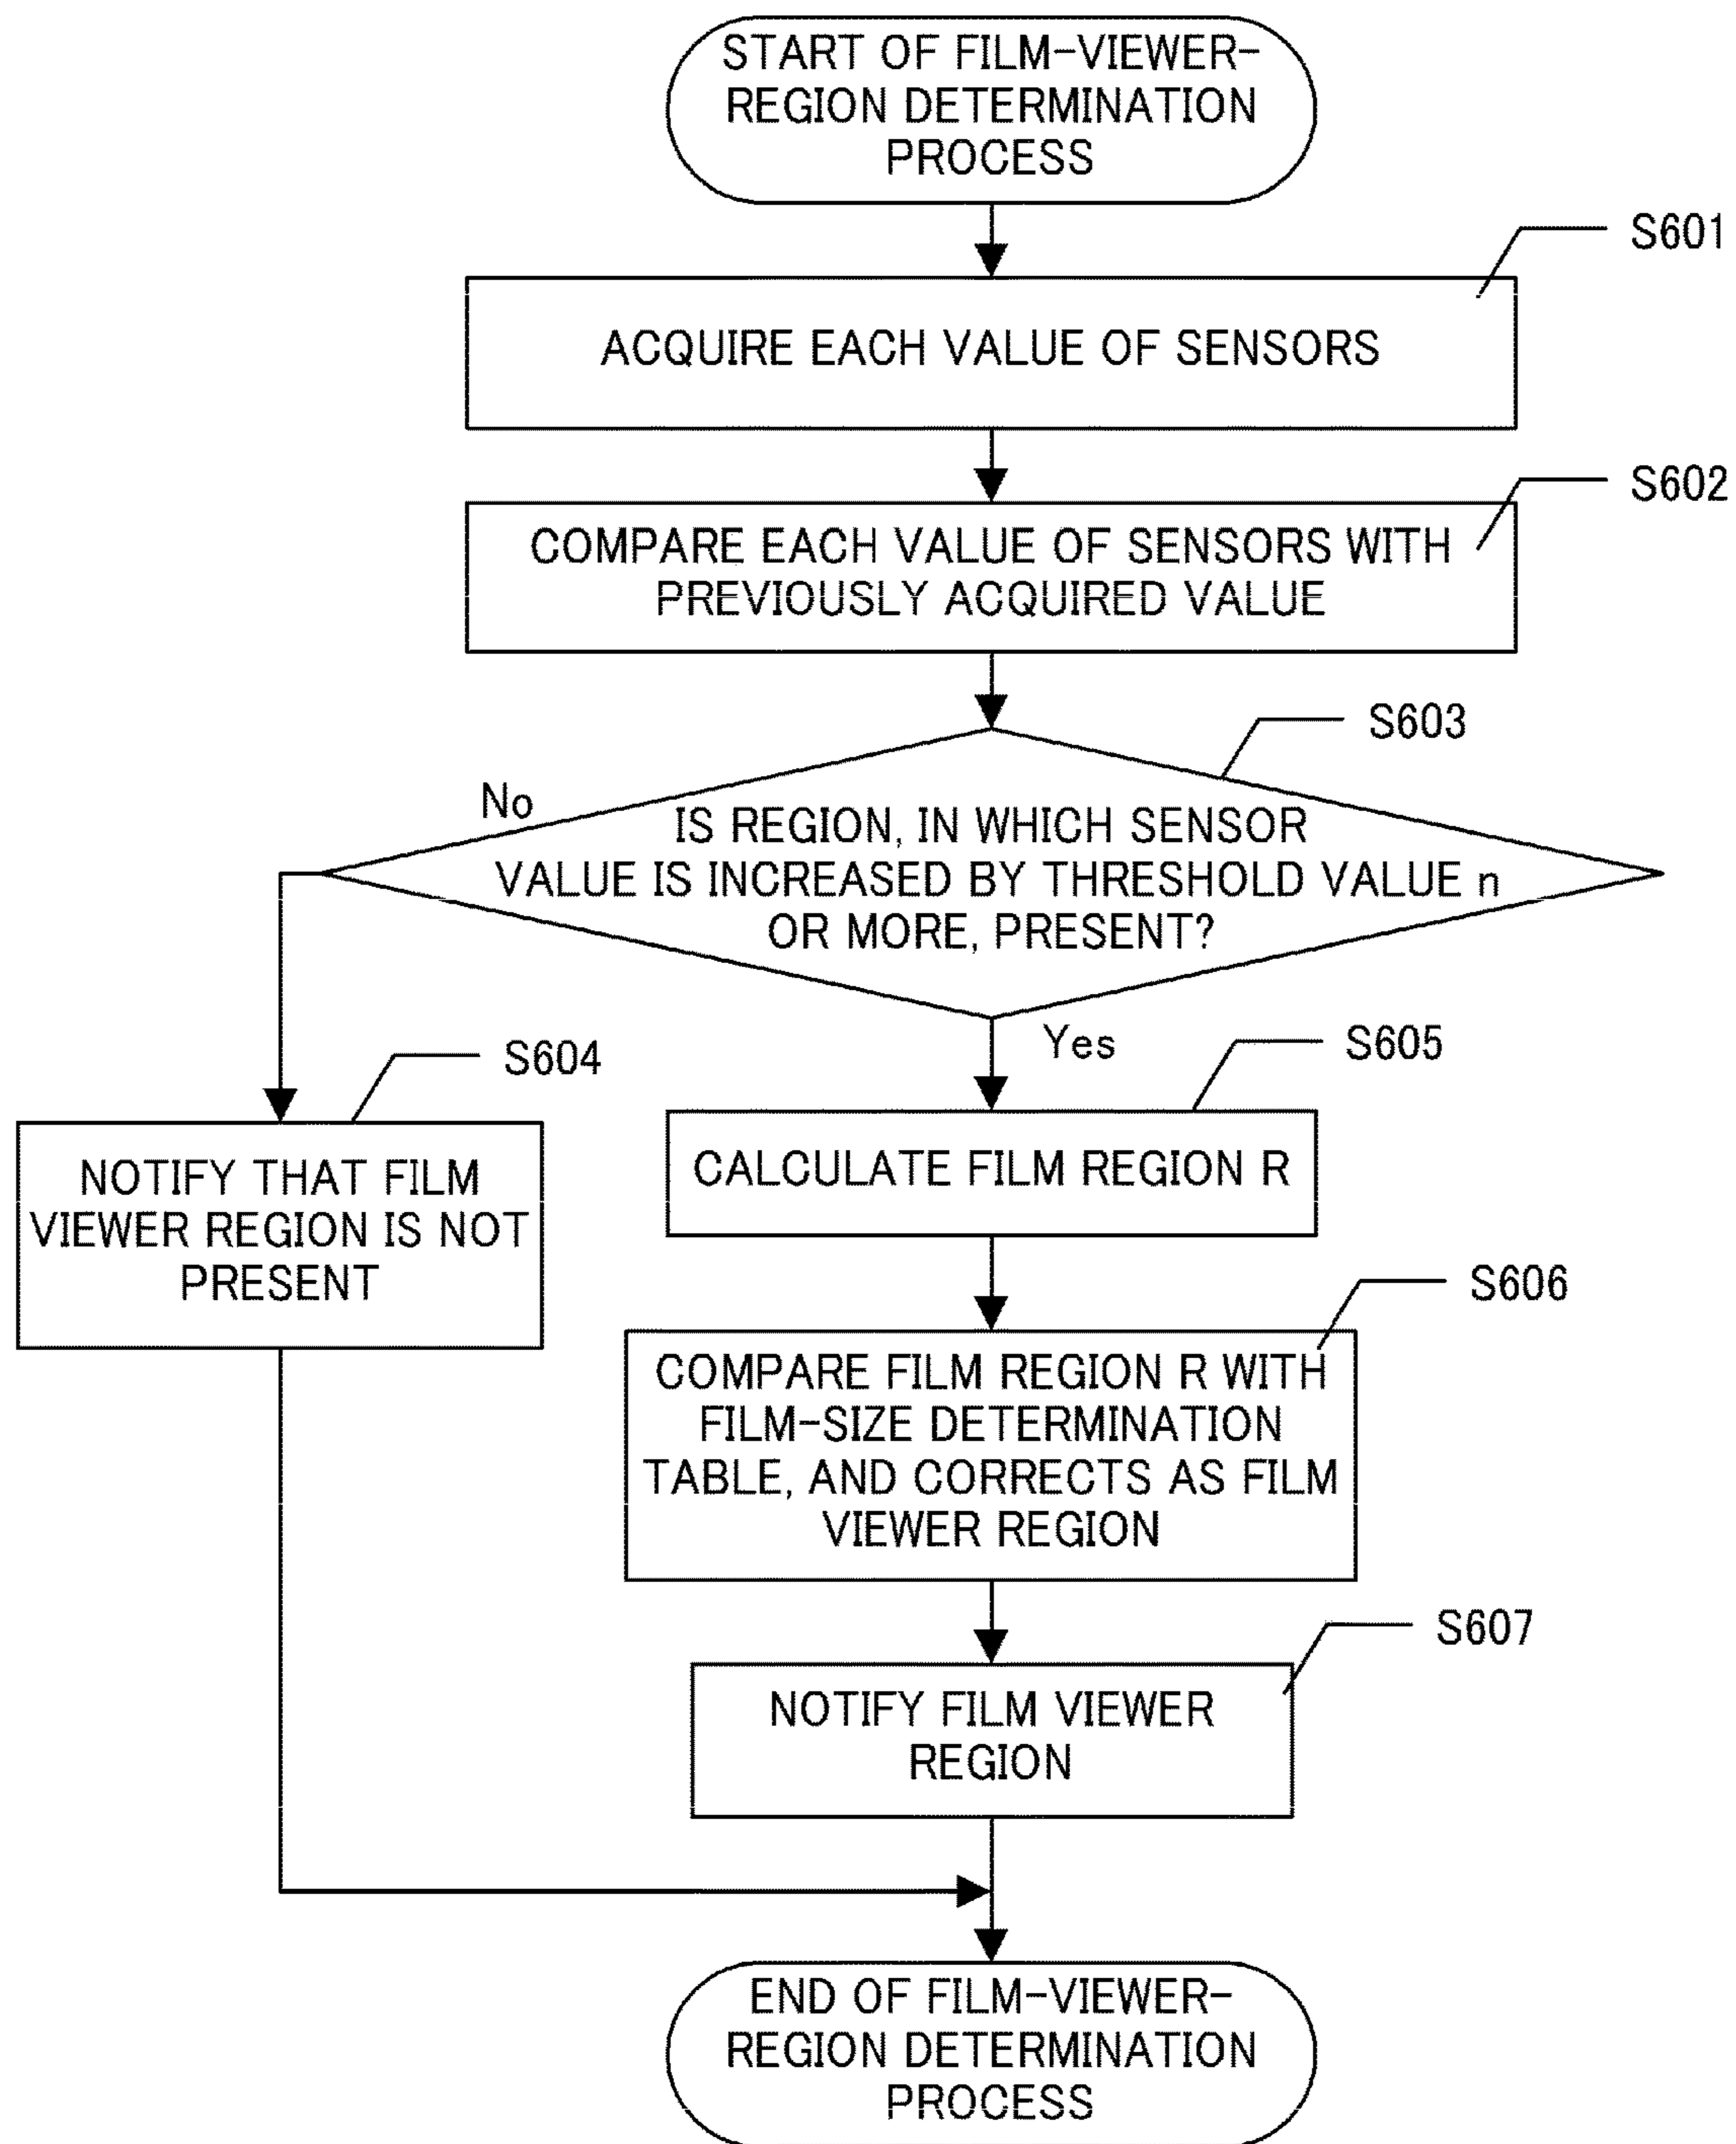 START OF FILM-VIEWER-
REGION DETERMINATION
PROCESS
S601
ACQUIRE EACH VALUE OF SENSORS
S602
COMPARE EACH VALUE OF SENSORS WITH
PREVIOUSLY ACQUIRED VALUE
S603
No
IS REGION, IN WHICH SENSOR
VALUE IS INCREASED BY THRESHOLD VALUE n
OR MORE, PRESENT?
Yes
S604
NOTIFY THAT FILM
VIEWER REGION IS NOT
PRESENT
S605
CALCULATE FILM REGION R
S606
COMPARE FILM REGION R WITH
FILM-SIZE DETERMINATION
TABLE, AND CORRECTS AS FILM
VIEWER REGION
S607
NOTIFY FILM VIEWER
REGION
END OF FILM-VIEWER-
REGION DETERMINATION
PROCESS